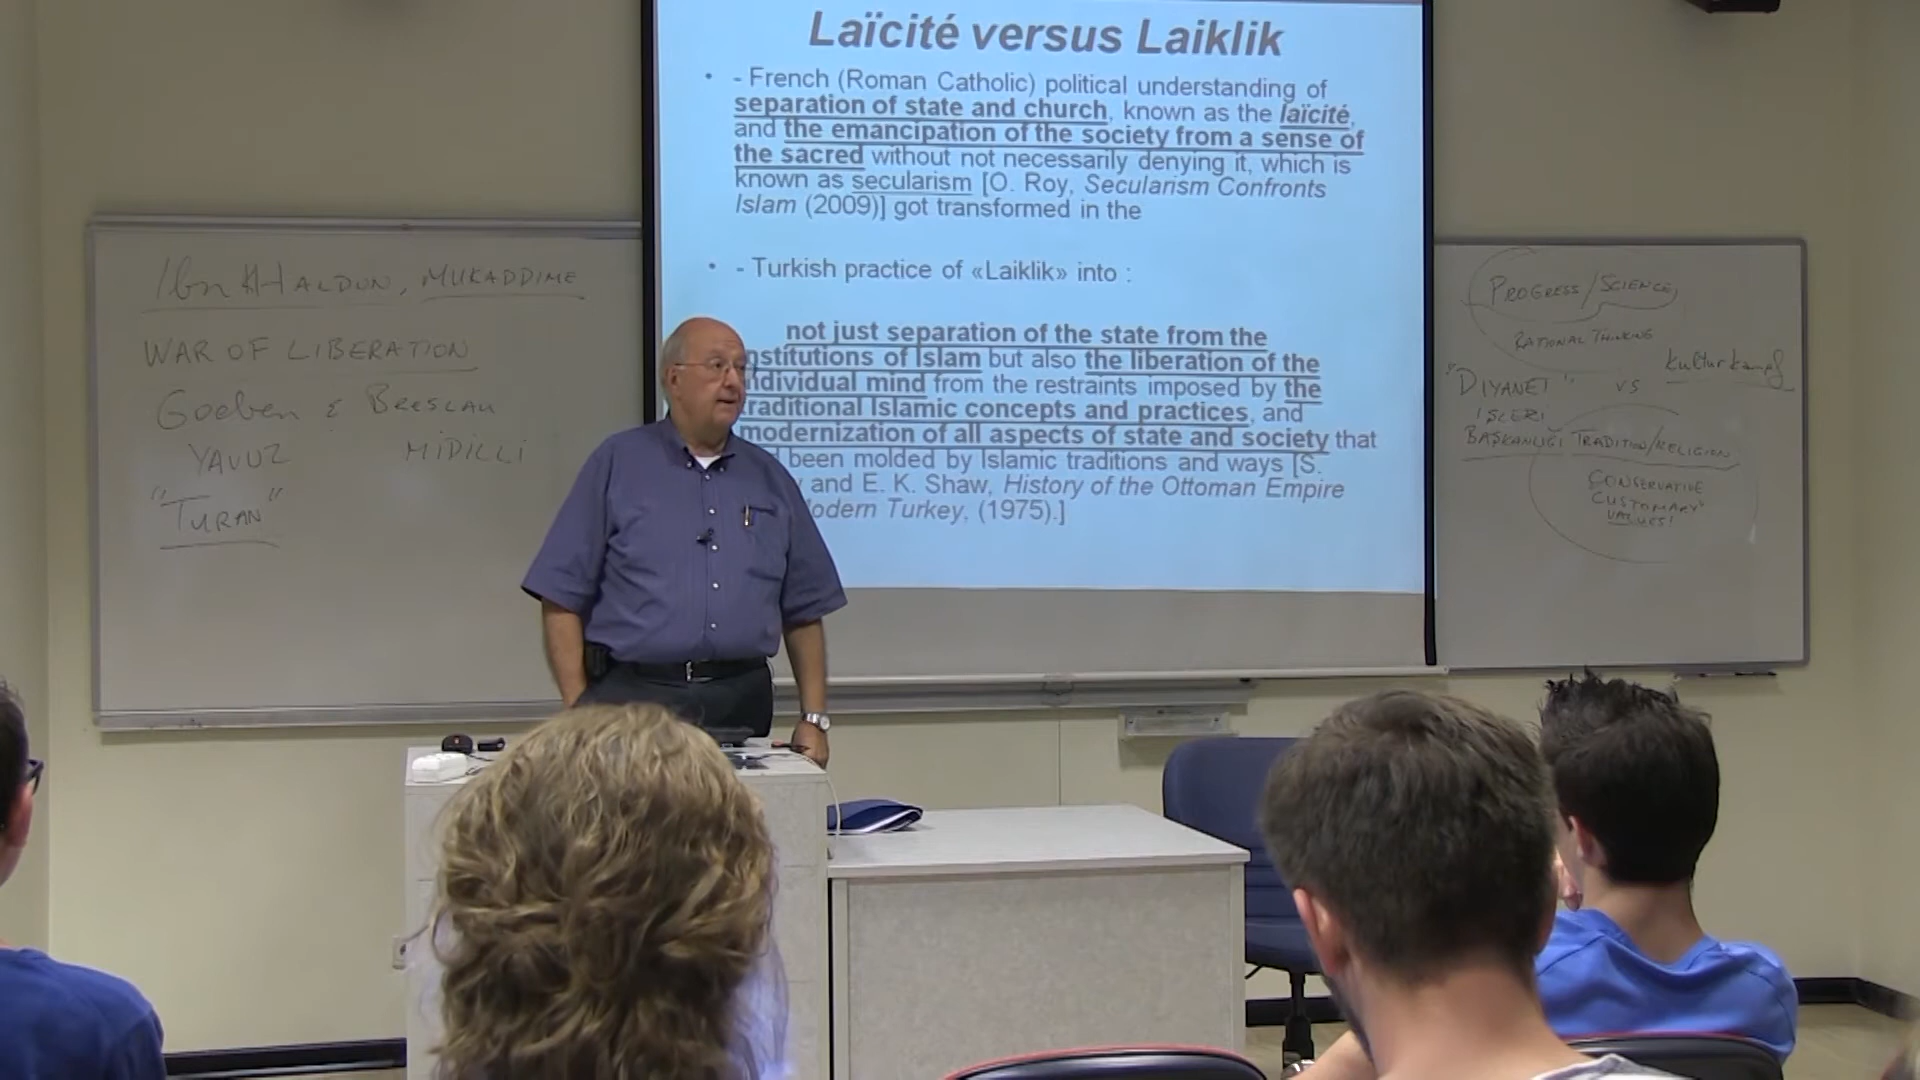 Laïcité versus Laiklik
• - French (Roman Catholic) political understanding of
separation of state and church, known as the laïcité,
and the emancipation of the society from a sense of
the sacred without not necessarily denying it, which is
known as secularism [O. Roy, Secularism Confronts
Islam (2009)] got transformed in the
• - Turkish practice of «Laiklik» into :
not just separation of the state from the
nstitutions of Islam but also the liberation of the
ndividual mind from the restraints imposed by the
raditional Islamic concepts and practices, and
modernization of all aspects of state and society that
been molded by Islamic traditions and ways [S.
and E. K. Shaw, History of the Ottoman Empire
odern Turkey, (1975).]
Ibn HALDUN, MUKADDIME
WAR OF LIBERATION
Goeben & BRESLAU
YAVUZ MİDİLLİ
"TURAN"
PROGRESS/SCIENCE
RATIONAL THINKING
Kulturkampf
"DIYANET" VS
İŞLERİ
BAŞKANLIĞI TRADITION/RELIGION
CONSERVATIVE
CUSTOMARY
VALUES!